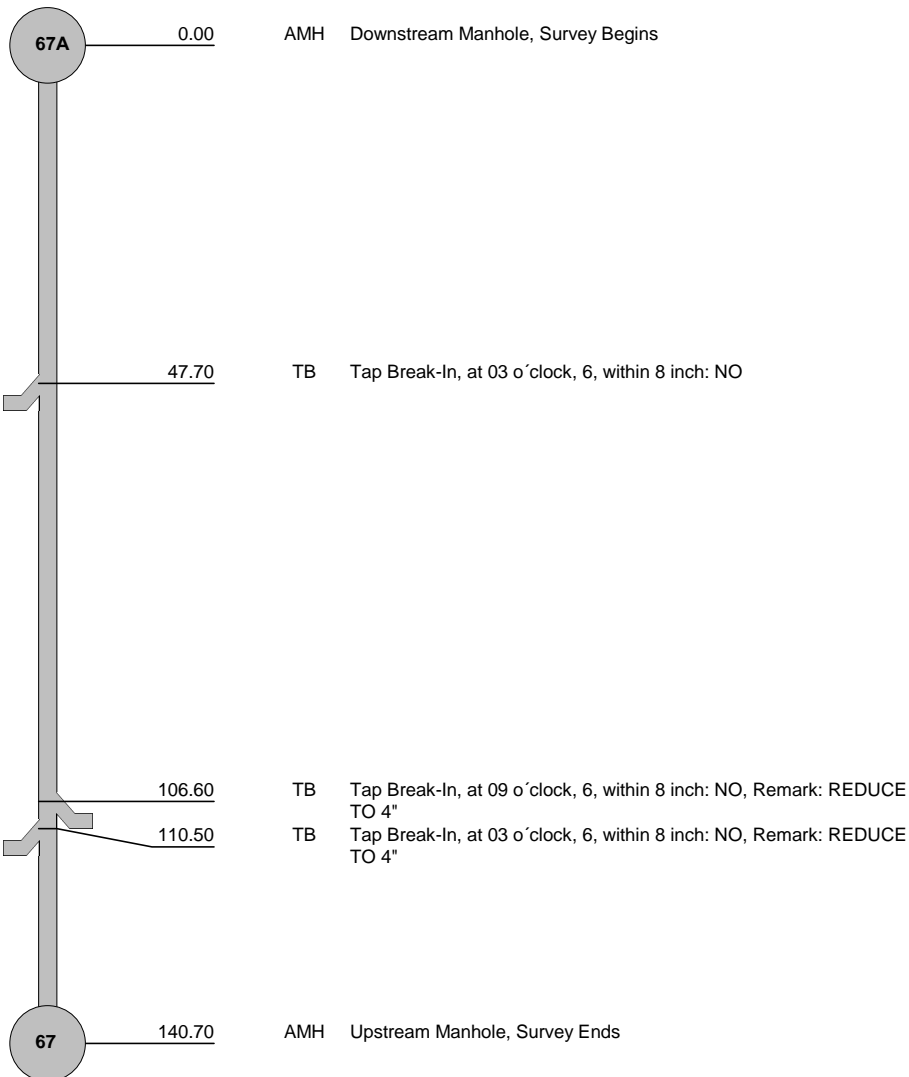 67A 0.00 AMH Downstream Manhole, Survey Begins
47.70 TB Tap Break-In, at 03 o´clock, 6, within 8 inch: NO
106.60 TB Tap Break-In, at 09 o´clock, 6, within 8 inch: NO, Remark: REDUCE
TO 4"
110.50 TB Tap Break-In, at 03 o´clock, 6, within 8 inch: NO, Remark: REDUCE
TO 4"
67 140.70 AMH Upstream Manhole, Survey Ends